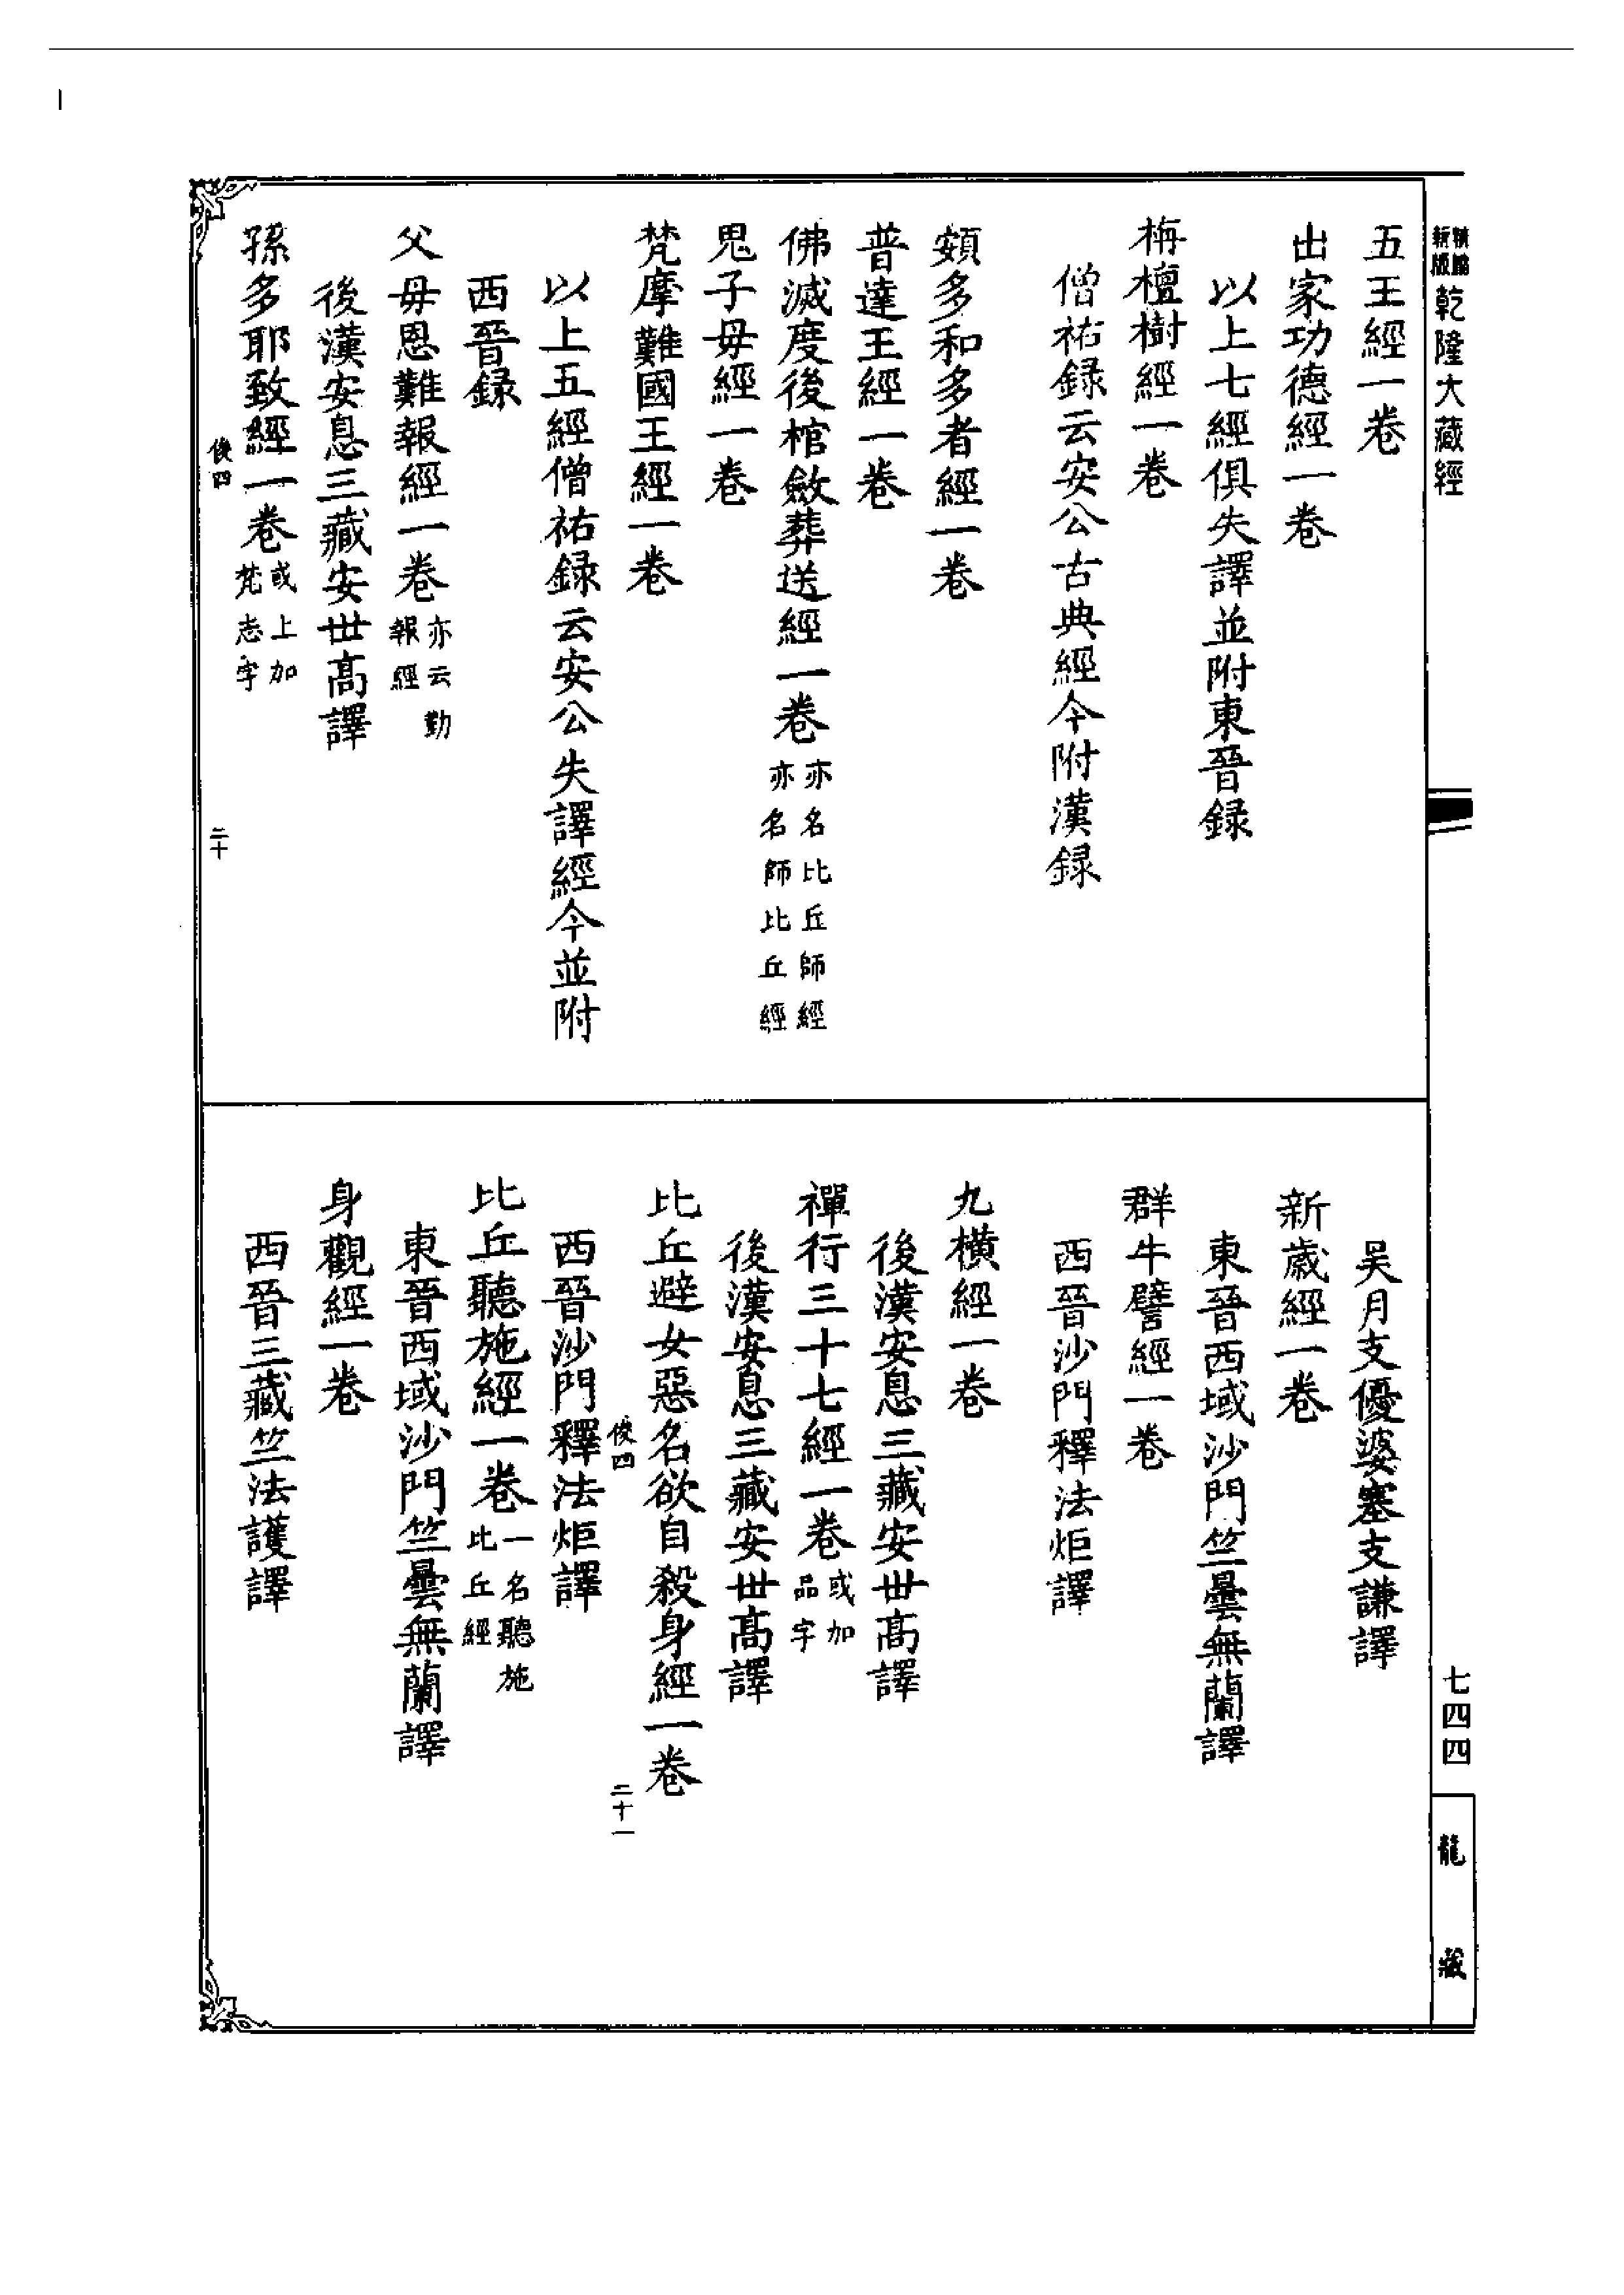 新編
新版
乾隆大藏經
五王經一卷
出家功德經一卷
以上七經俱失譯並附東晉録
栴檀樹經一卷
僧祐録云安公古典經今附漢録
頞多和多耆經一卷
普達王經一卷
佛滅度後棺斂葬送經一卷亦名比丘師經
亦名師比丘經
鬼子毋經一卷
梵摩難國王經一卷
以上五經僧祐録云安公失譯經今並附
西晉録
父毋恩難報經一卷亦云勤
報經
後漢安息三藏安世高譯
孫多耶致經一卷或上加
梵志字
俊四
二十
吳月支優婆塞支謙譯
新歲經一卷
東晉西域沙門竺曇無蘭譯
群牛譬經一卷
西晉沙門釋法炬譯
九橫經一卷
後漢安息三藏安世高譯
禪行三十七經一卷或加
品字
後漢安息三藏安世高譯
比丘避女惡名欲自殺身經一卷
俊四
二十一
西晉沙門釋法炬譯
比丘聽施經一卷一名聽施
比丘經
東晉西域沙門竺曇無蘭譯
身觀經一卷
西晉三藏竺法護譯
七四四
龍藏